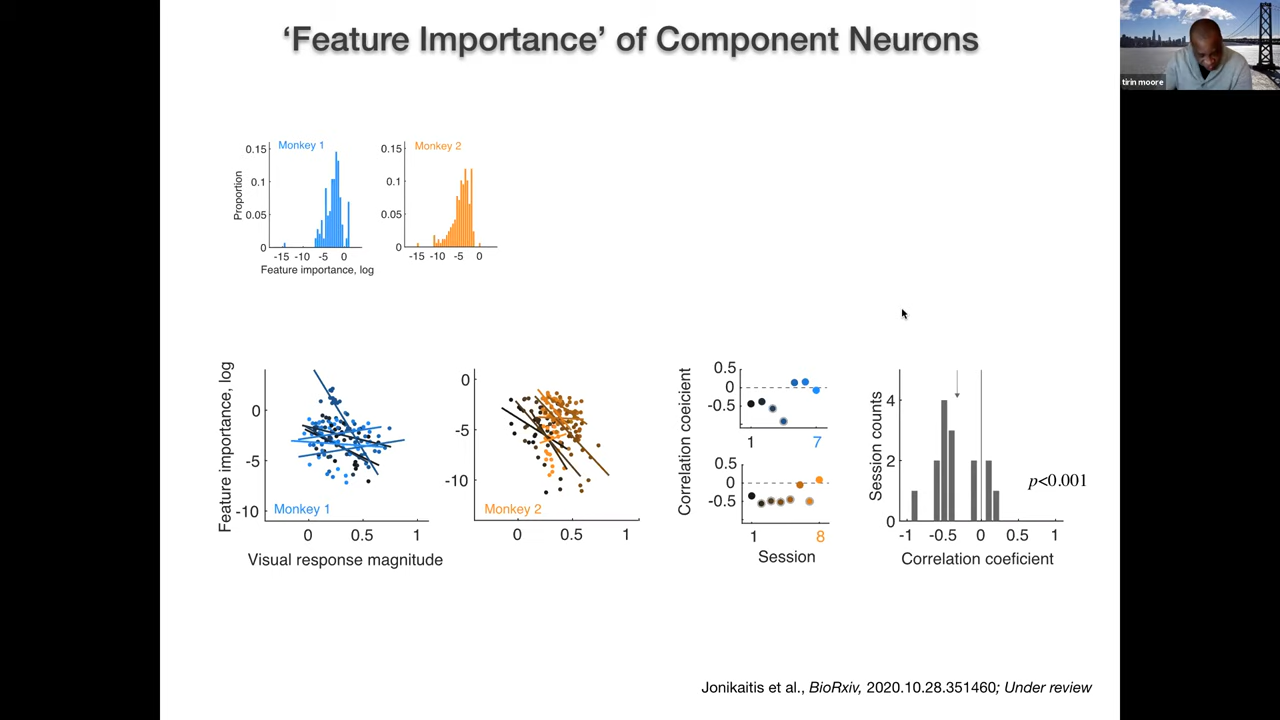 ‘Feature Importance’ of Component Neurons
tirin moore
Monkey 1
Monkey 2
0.15
0.1
0.05
0
Proportion
-15 -10 -5 0
Feature importance, log
0.15
0.1
0.05
0
-15 -10 -5 0
Feature importance, log
0
-5
-10
Monkey 1
0 0.5 1
Visual response magnitude
0
-5
-10
Monkey 2
0 0.5 1
Correlation coeicient
0.5
0
-0.5
1 7
0.5
0
-0.5
1 8
Session
Session counts
4
2
0
p<0.001
-1 -0.5 0 0.5 1
Correlation coeficient
Jonikaitis et al., BioRxiv, 2020.10.28.351460; Under review